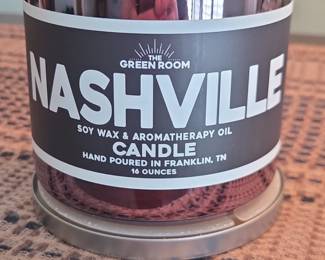 THE
GREEN ROOM
NASHVILLE
SOY WAX & AROMATHERAPY OIL
CANDLE
HAND POURED IN FRANKLIN, TN
16 OUNCES